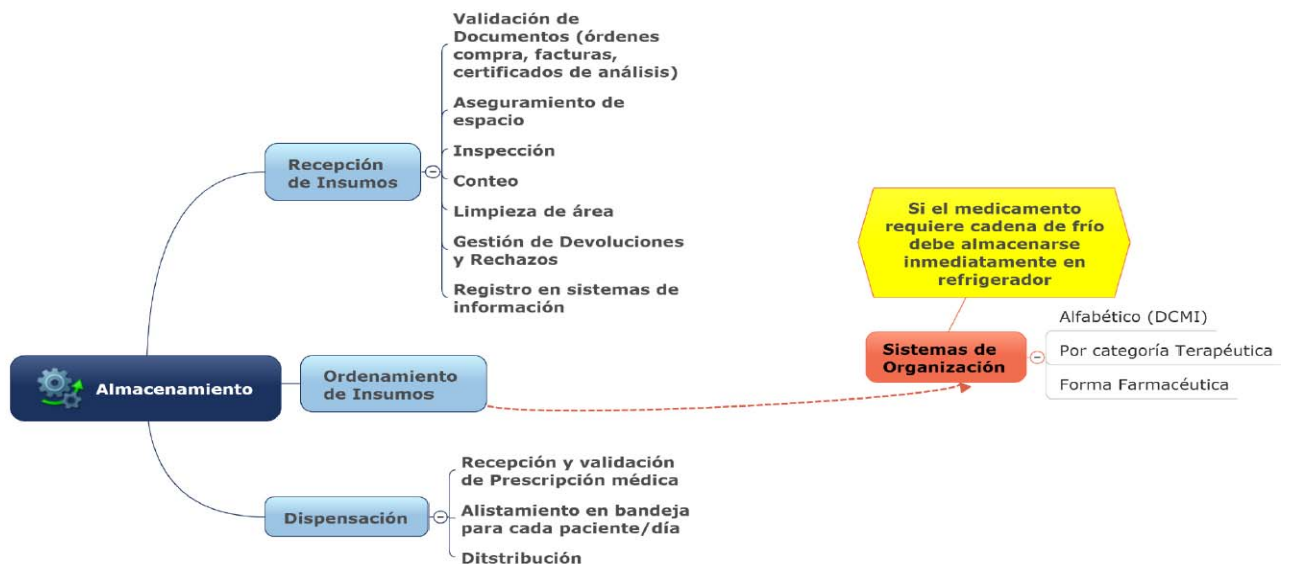 Validación de
Documentos (órdenes
compra, facturas,
certificados de análisis)
Aseguramiento de
espacio
Inspección
Conteo
Limpieza de área
Gestión de Devoluciones
y Rechazos
Registro en sistemas de
información
Recepción
de Insumos
Si el medicamento
requiere cadena de frío
debe almacenarse
inmediatamente en
refrigerador
Sistemas de
Organización
Alfabético (DCMI)
Por categoría Terapéutica
Forma Farmacéutica
Almacenamiento
Ordenamiento
de Insumos
Dispensación
Recepción y validación
de Prescripción médica
Alistamiento en bandeja
para cada paciente/día
Ditstribución